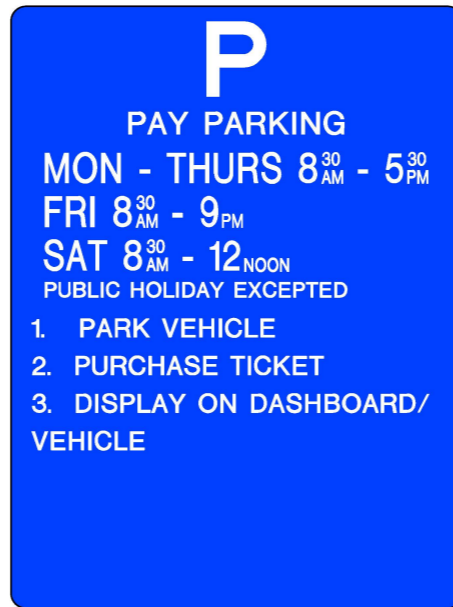 P
PAY PARKING
MON - THURS 8 30 AM - 5 30 PM
FRI 8 30 AM - 9 PM
SAT 8 30 AM - 12 NOON
PUBLIC HOLIDAY EXCEPTED
1. PARK VEHICLE
2. PURCHASE TICKET
3. DISPLAY ON DASHBOARD/
VEHICLE